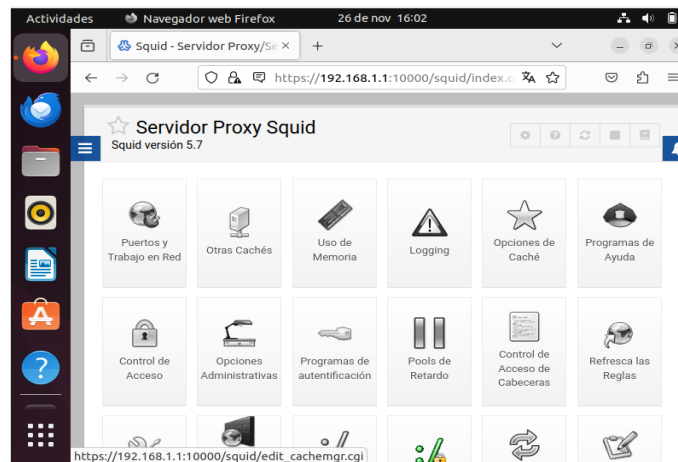 Actividades
Navegador web Firefox
26 de nov 16:02
Squid - Servidor Proxy/Se
https://192.168.1.1:10000/squid/index.c
Servidor Proxy Squid
Squid versión 5.7
Puertos y
Trabajo en Red
Otras Cachés
Uso de
Memoria
Logging
Opciones de
Caché
Programas de
Ayuda
Control de
Acceso
Opciones
Administrativas
Programas de
autentificación
Pools de
Retardo
Control de
Acceso de
Cabeceras
Refresca las
Reglas
https://192.168.1.1:10000/squid/edit_cachemgr.cgi